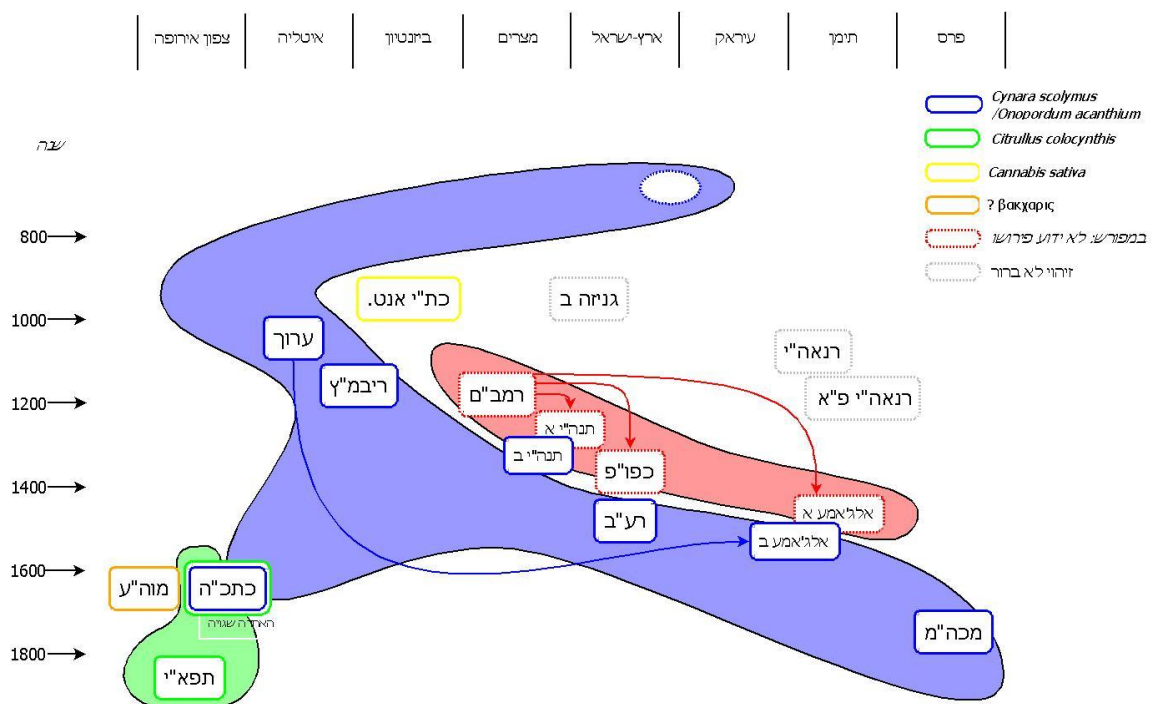 צפון אירופה
איטליה
ביזנטיון
מצרים
ארץ-ישראל
עיראק
תימן
פרס
Cynara scolymus
/Onopordum acanthium
Citrullus colocynthis
Cannabis sativa
? βακχαρις
במפורש: לא ידוע פירושו
זיהוי לא ברור
שנה
800
1000
1200
1400
1600
1800
כת"י אנט.
גניזה ב
ערוך
רנאה"י
ריבמ"ץ
רמב"ם
רנאה"י פ"א
תנה"י א
תנה"י ב
כפו"פ
רע"ב
אלג'אמע א
אלג'אמע ב
מוה"ע
כתכ"ה
האחרה שגויה
מכה"מ
תפא"י